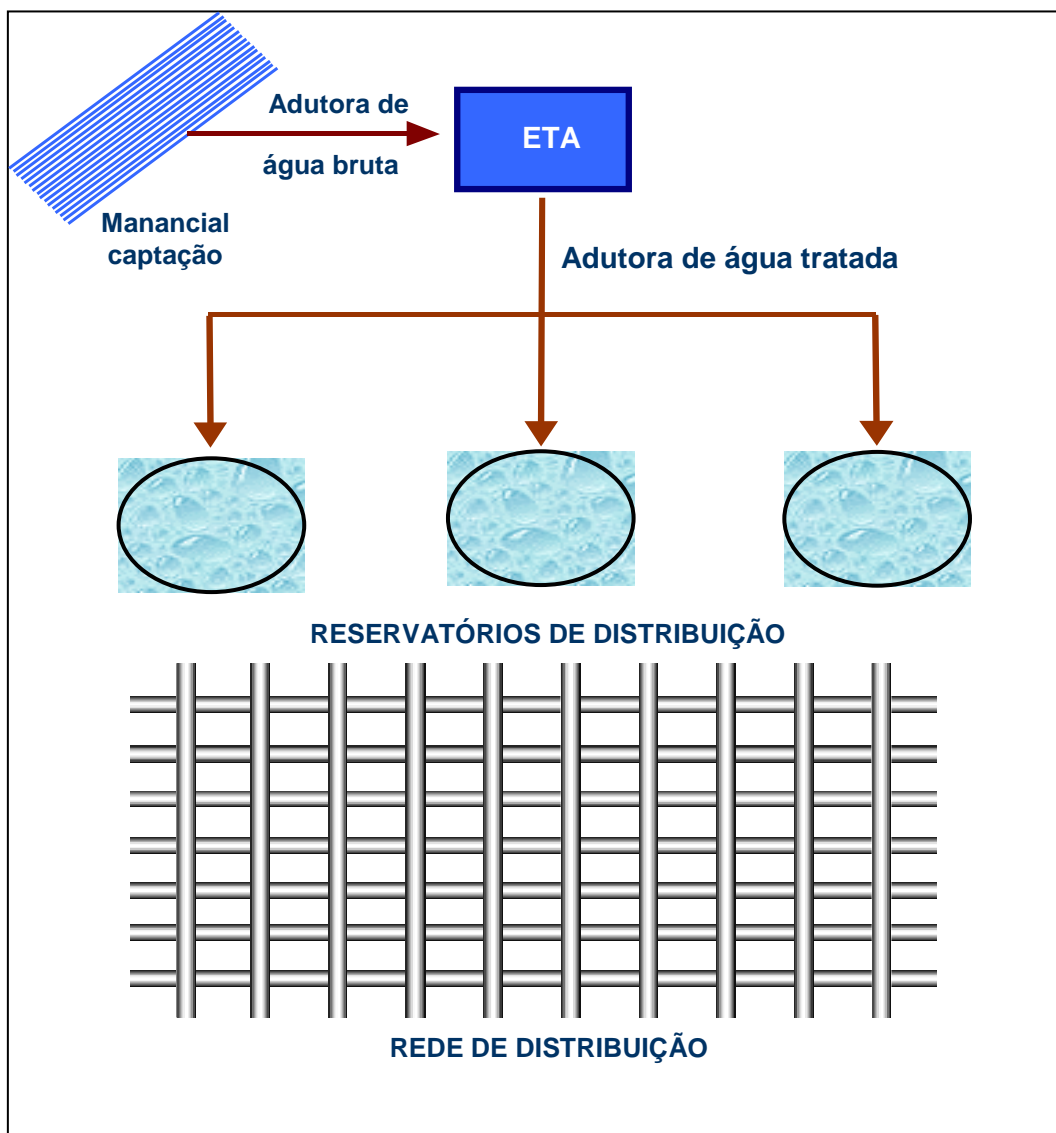 Adutora de
água bruta
ETA
Manancial
captação
Adutora de água tratada
RESERVATÓRIOS DE DISTRIBUIÇÃO
REDE DE DISTRIBUIÇÃO